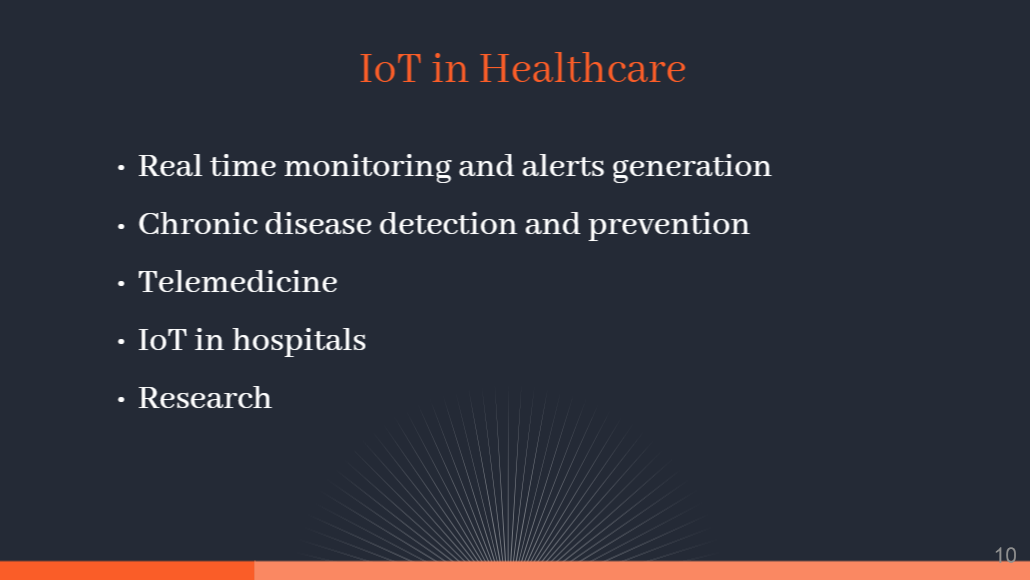 IoT in Healthcare
• Real time monitoring and alerts generation
• Chronic disease detection and prevention
• Telemedicine
• IoT in hospitals
• Research
10